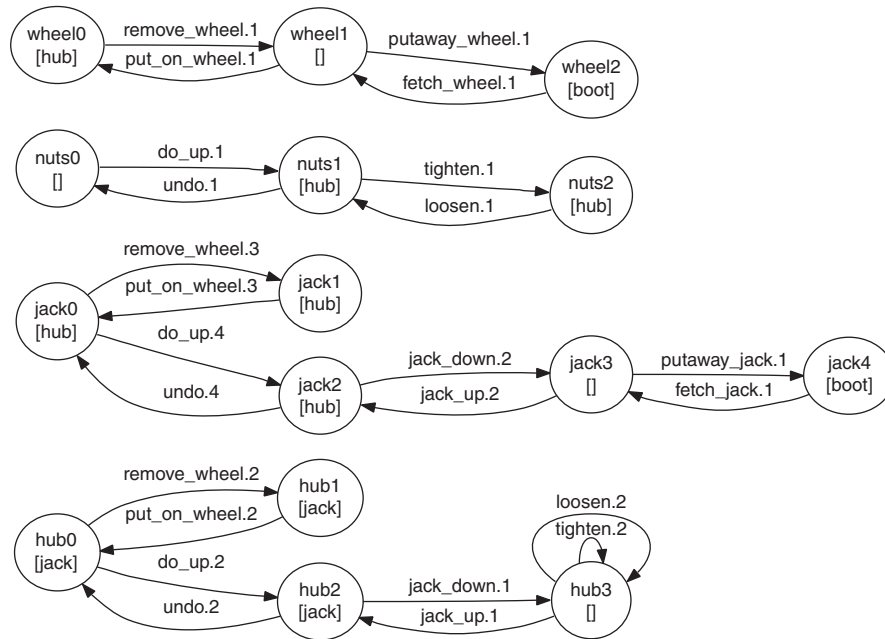 wheel0
[hub]
remove_wheel.1
put_on_wheel.1
wheel1
[]
putaway_wheel.1
fetch_wheel.1
wheel2
[boot]
nuts0
[]
do_up.1
undo.1
nuts1
[hub]
tighten.1
loosen.1
nuts2
[hub]
jack0
[hub]
remove_wheel.3
put_on_wheel.3
jack1
[hub]
do_up.4
undo.4
jack2
[hub]
jack_down.2
jack_up.2
jack3
[]
putaway_jack.1
fetch_jack.1
jack4
[boot]
hub0
[jack]
remove_wheel.2
put_on_wheel.2
hub1
[jack]
do_up.2
undo.2
hub2
[jack]
jack_down.1
jack_up.1
loosen.2
tighten.2
hub3
[]